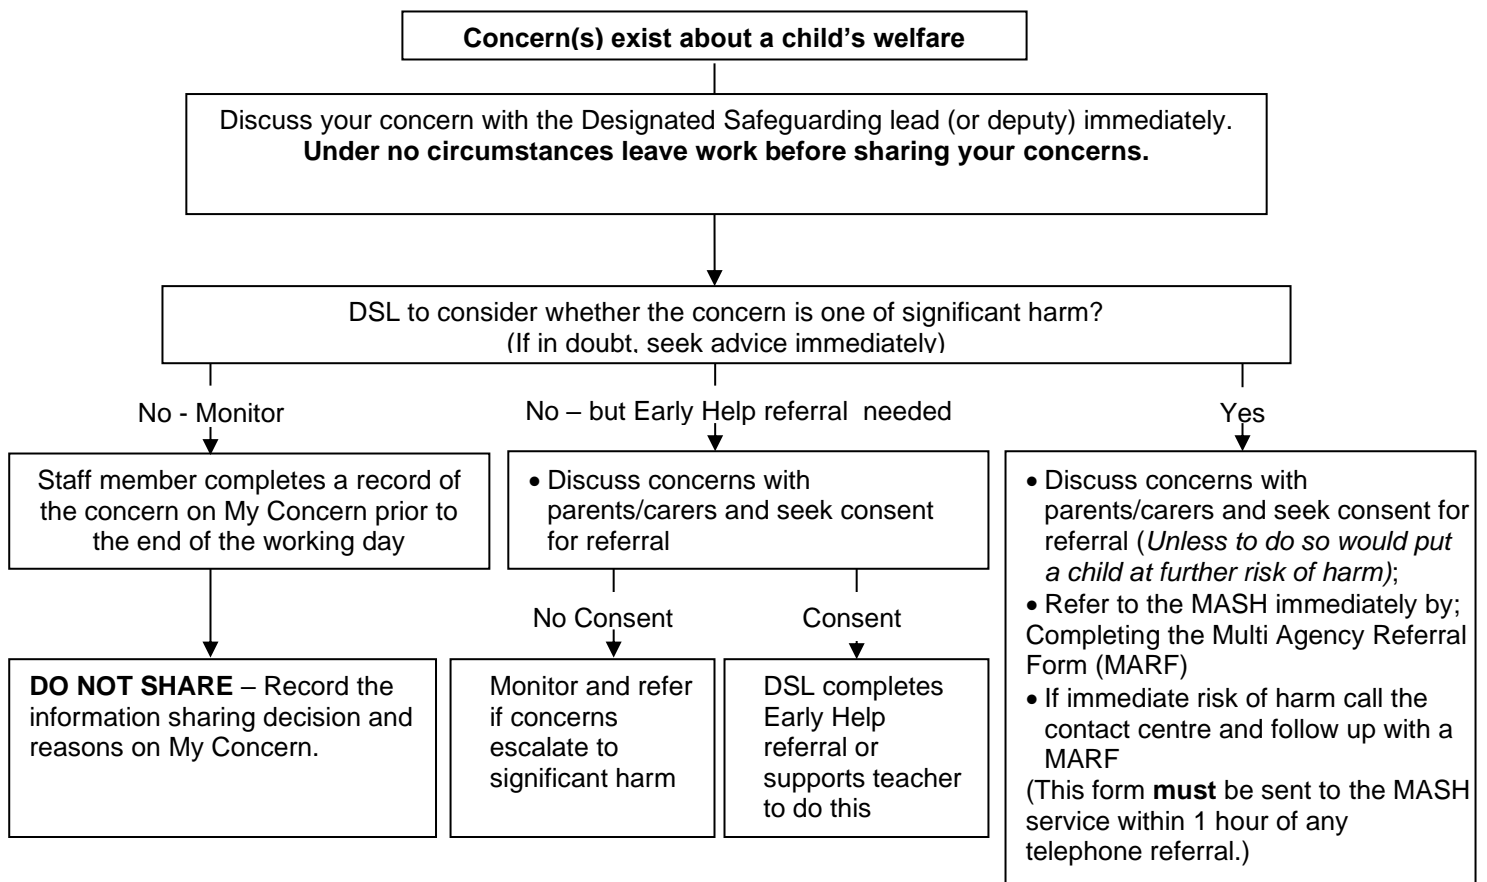 Concern(s) exist about a child’s welfare
Discuss your concern with the Designated Safeguarding lead (or deputy) immediately.
Under no circumstances leave work before sharing your concerns.
DSL to consider whether the concern is one of significant harm?
(If in doubt, seek advice immediately)
No - Monitor
No – but Early Help referral needed
Yes
Staff member completes a record of
the concern on My Concern prior to
the end of the working day
• Discuss concerns with
parents/carers and seek consent
for referral
No Consent
Consent
DO NOT SHARE – Record the
information sharing decision and
reasons on My Concern.
Monitor and refer
if concerns
escalate to
significant harm
DSL completes
Early Help
referral or
supports teacher
to do this
• Discuss concerns with
parents/carers and seek consent for
referral (Unless to do so would put
a child at further risk of harm);
• Refer to the MASH immediately by;
Completing the Multi Agency Referral
Form (MARF)
• If immediate risk of harm call the
contact centre and follow up with a
MARF
(This form must be sent to the MASH
service within 1 hour of any
telephone referral.)